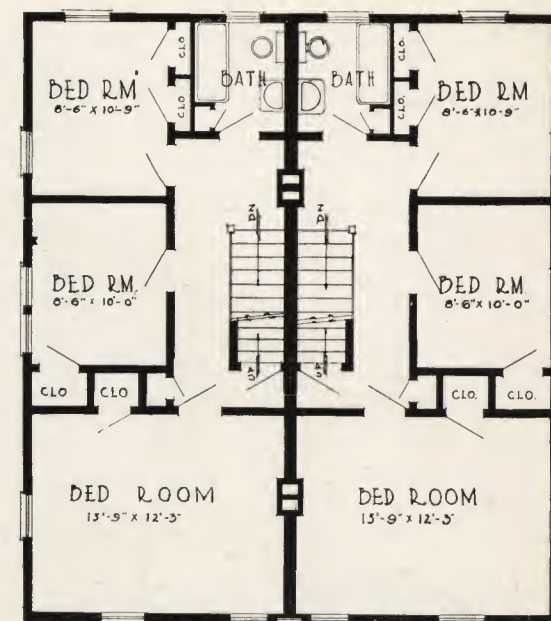 BED RM
8'-6" X 10'-9"
CLO
CLO
BATH
BATH
CLO.
CLO.
BED RM
8'-6" X 10'-9"
DN
DN
BED RM.
8'-6" X 10'-0"
BED RM.
8'-6" X 10'-0"
UP
UP
CLO
CLO
CLO.
CLO.
BED ROOM
15'-9" X 12'-3"
BED ROOM
15'-9" X 12'-3"